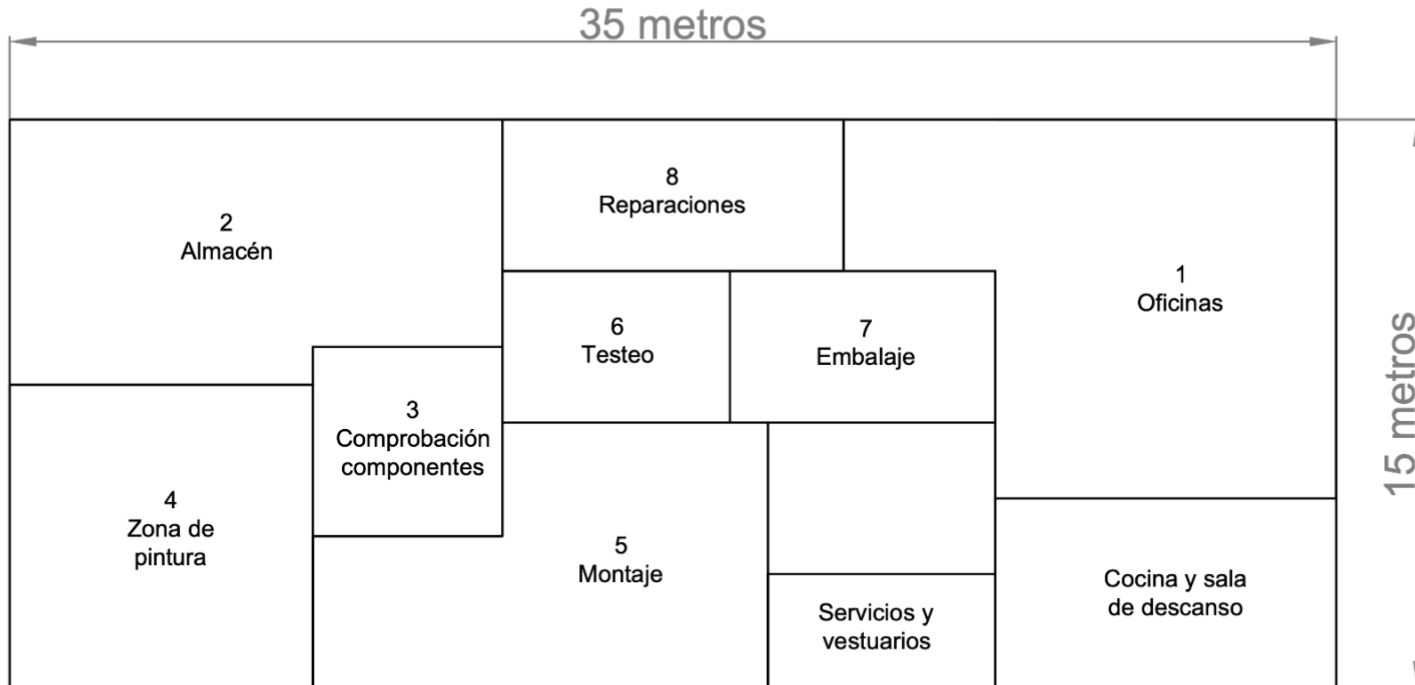 35 metros
8
Reparaciones
2
Almacén
1
Oficinas
6
Testeo
7
Embalaje
15 metros
3
Comprobación
componentes
4
Zona de
pintura
5
Montaje
Cocina y sala
de descanso
Servicios y
vestuarios